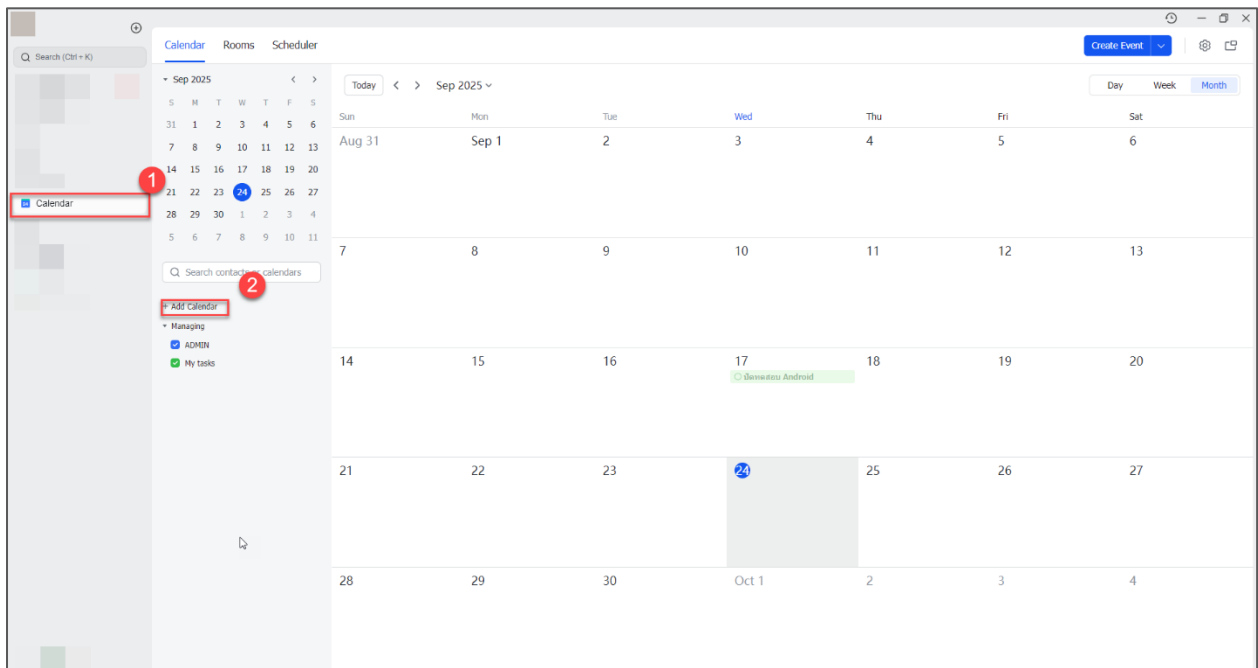 Search (Ctrl + K)
1
Calendar
Calendar Rooms Scheduler
Create Event
Sep 2025
S M T W T F S
31 1 2 3 4 5 6
7 8 9 10 11 12 13
14 15 16 17 18 19 20
21 22 23 24 25 26 27
28 29 30 1 2 3 4
5 6 7 8 9 10 11
Search contacts or calendars
2
+ Add Calendar
Managing
ADMIN
My tasks
Today Sep 2025
Day Week Month
Sun Mon Tue Wed Thu Fri Sat
Aug 31 Sep 1 2 3 4 5 6
7 8 9 10 11 12 13
14 15 16 17 18 19 20
Android
21 22 23 24 25 26 27
28 29 30 Oct 1 2 3 4